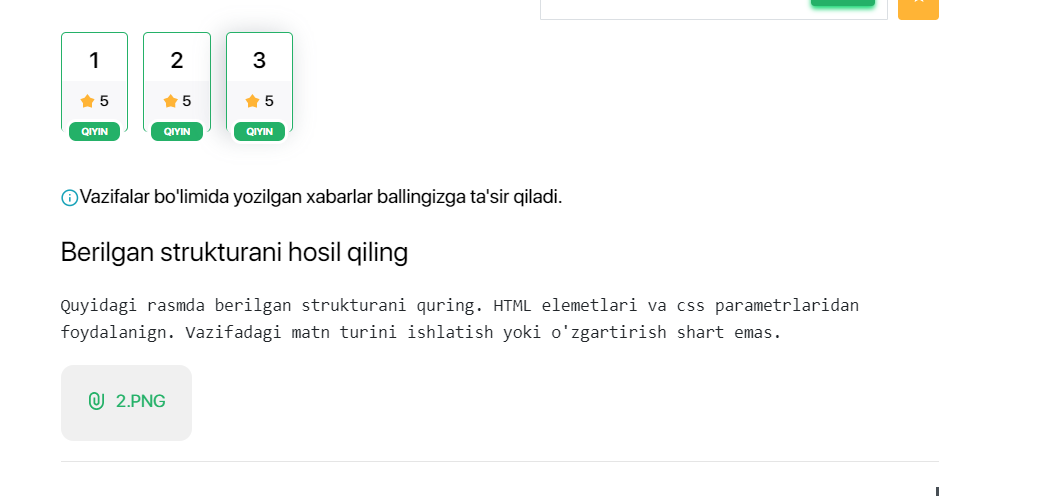 1 2 3
5 5 5
QIYIN QIYIN QIYIN
Vazifalar bo'limida yozilgan xabarlar ballingizga ta'sir qiladi.
Berilgan strukturani hosil qiling
Quyidagi rasmda berilgan strukturani quring. HTML elemetlari va css parametrlaridan
foydalanign. Vazifadagi matn turini ishlatish yoki o'zgartirish shart emas.
2.PNG